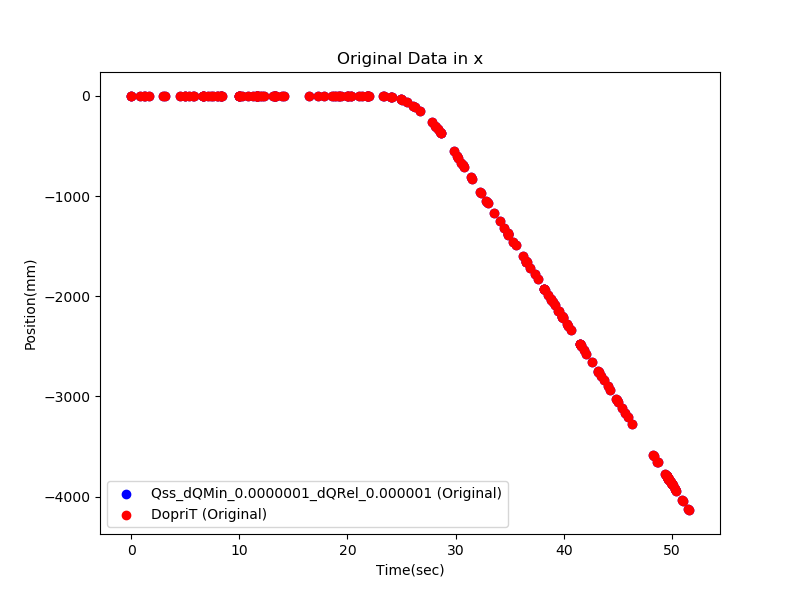 Original Data in x
Position(mm)
0
−1000
−2000
−3000
−4000
Qss_dQMin_0.0000001_dQRel_0.000001 (Original)
DopriT (Original)
0 10 20 30 40 50
Time(sec)